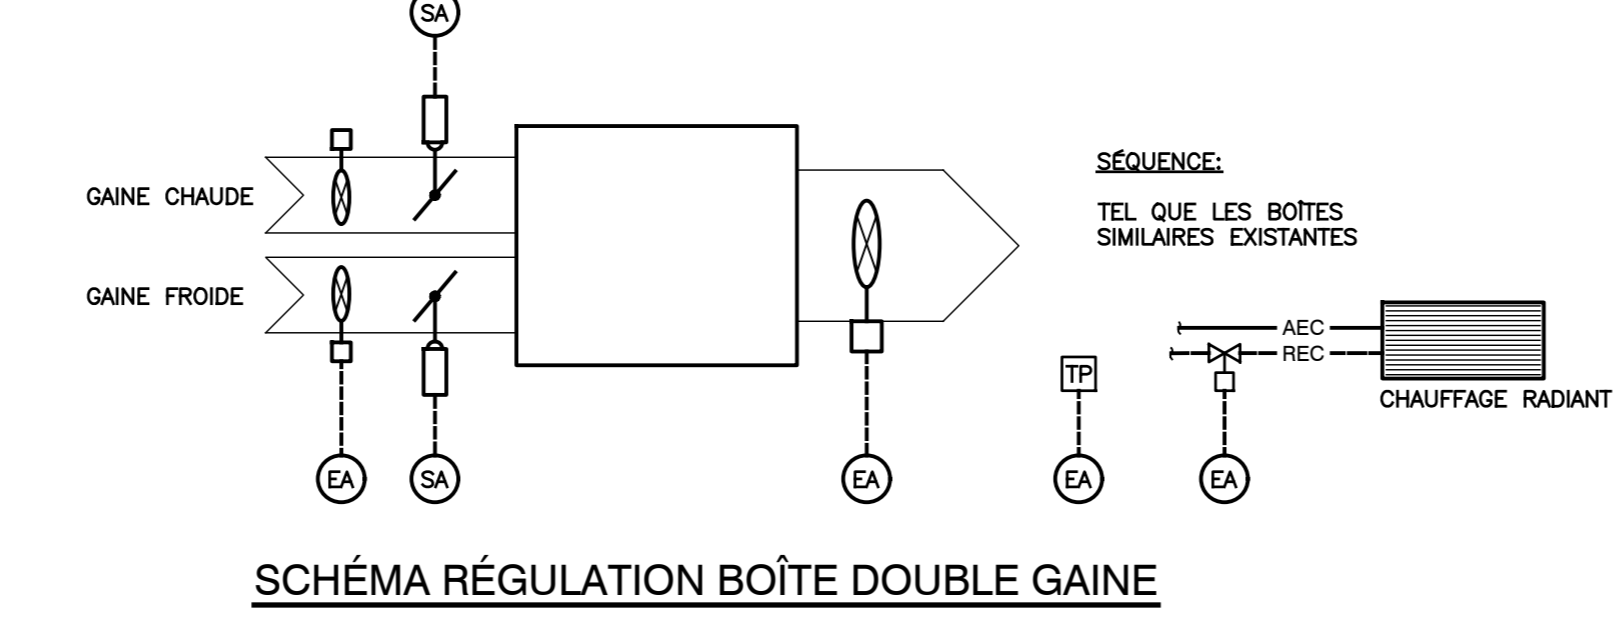 SA
GAINE CHAUDE
GAINE FROIDE
SÉQUENCE:
TEL QUE LES BOÎTES
SIMILAIRES EXISTANTES
AEC
REC
TP
CHAUFFAGE RADIANT
EA
SA
EA
EA
EA
SCHÉMA RÉGULATION BOÎTE DOUBLE GAINE